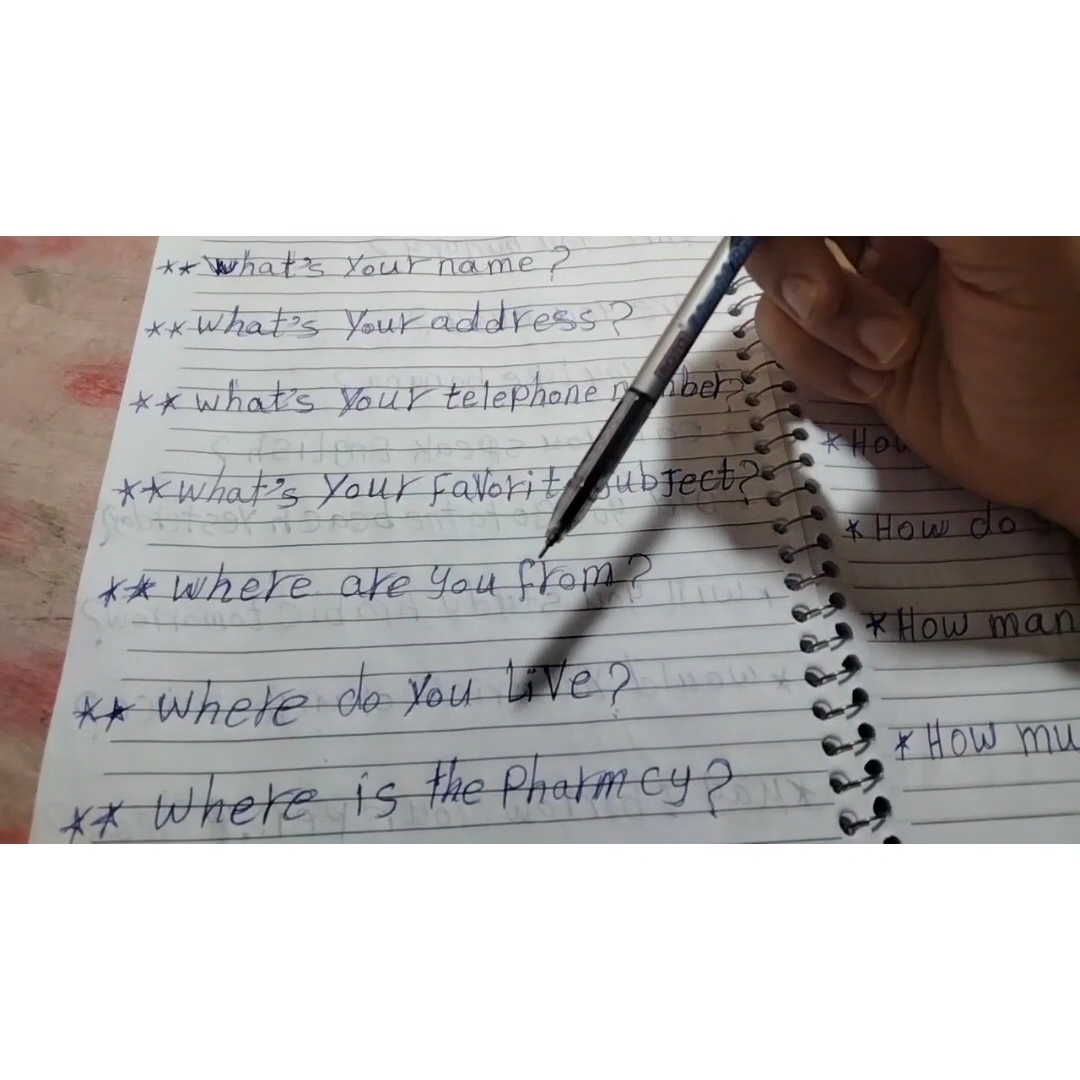 ** What's your name?
** what's your address?
** what's your telephone
** what's your favorit subject?
** where are you from?
** where do you Live?
** where is the Pharmcy?
* How
* How do
* How man
* How mu